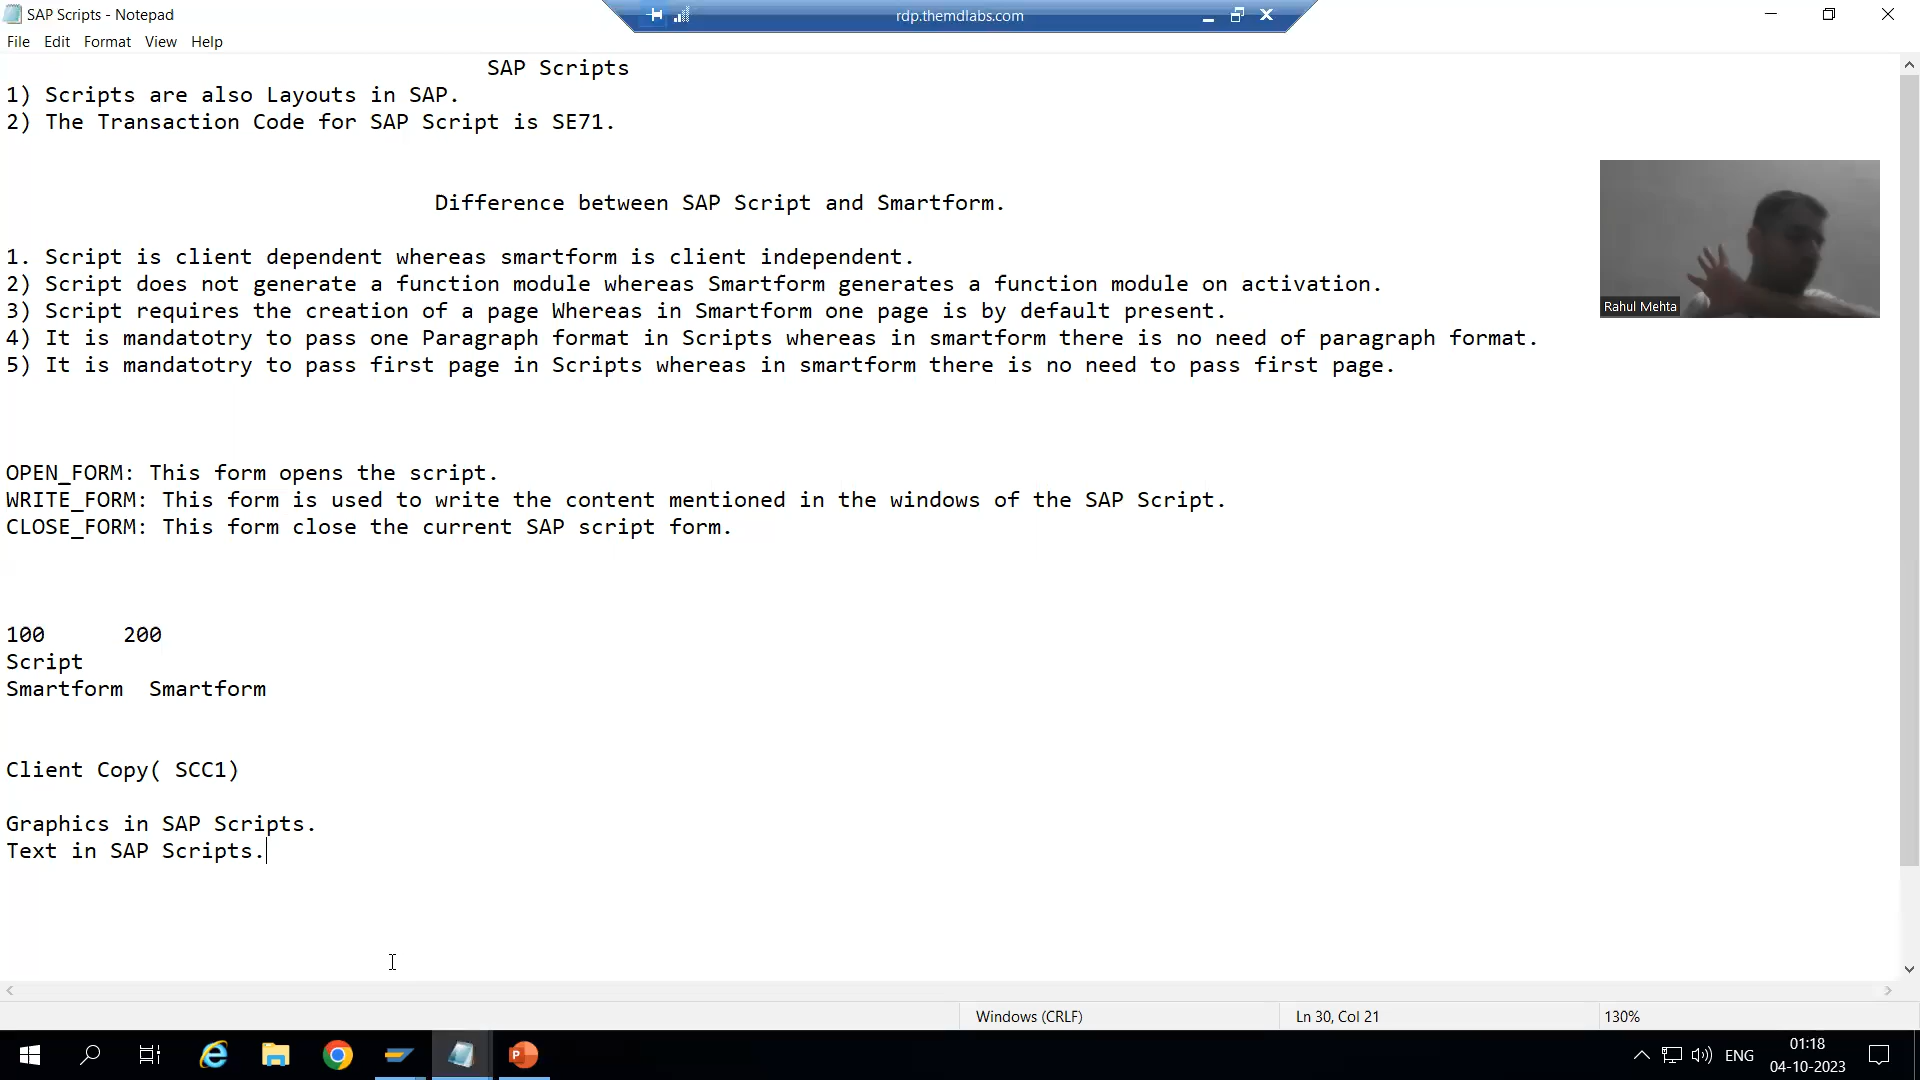 SAP Scripts - Notepad
rdp.themdlabs.com
File Edit Format View Help
SAP Scripts
1) Scripts are also Layouts in SAP.
2) The Transaction Code for SAP Script is SE71.
Difference between SAP Script and Smartform.
1. Script is client dependent whereas smartform is client independent.
2) Script does not generate a function module whereas Smartform generates a function module on activation.
3) Script requires the creation of a page Whereas in Smartform one page is by default present.
4) It is mandatotry to pass one Paragraph format in Scripts whereas in smartform there is no need of paragraph format.
5) It is mandatotry to pass first page in Scripts whereas in smartform there is no need to pass first page.
Rahul Mehta
OPEN_FORM: This form opens the script.
WRITE_FORM: This form is used to write the content mentioned in the windows of the SAP Script.
CLOSE_FORM: This form close the current SAP script form.
100 200
Script
Smartform Smartform
Client Copy( SCC1)
Graphics in SAP Scripts.
Text in SAP Scripts.
Windows (CRLF) Ln 30, Col 21 130%
ENG
01:18
04-10-2023